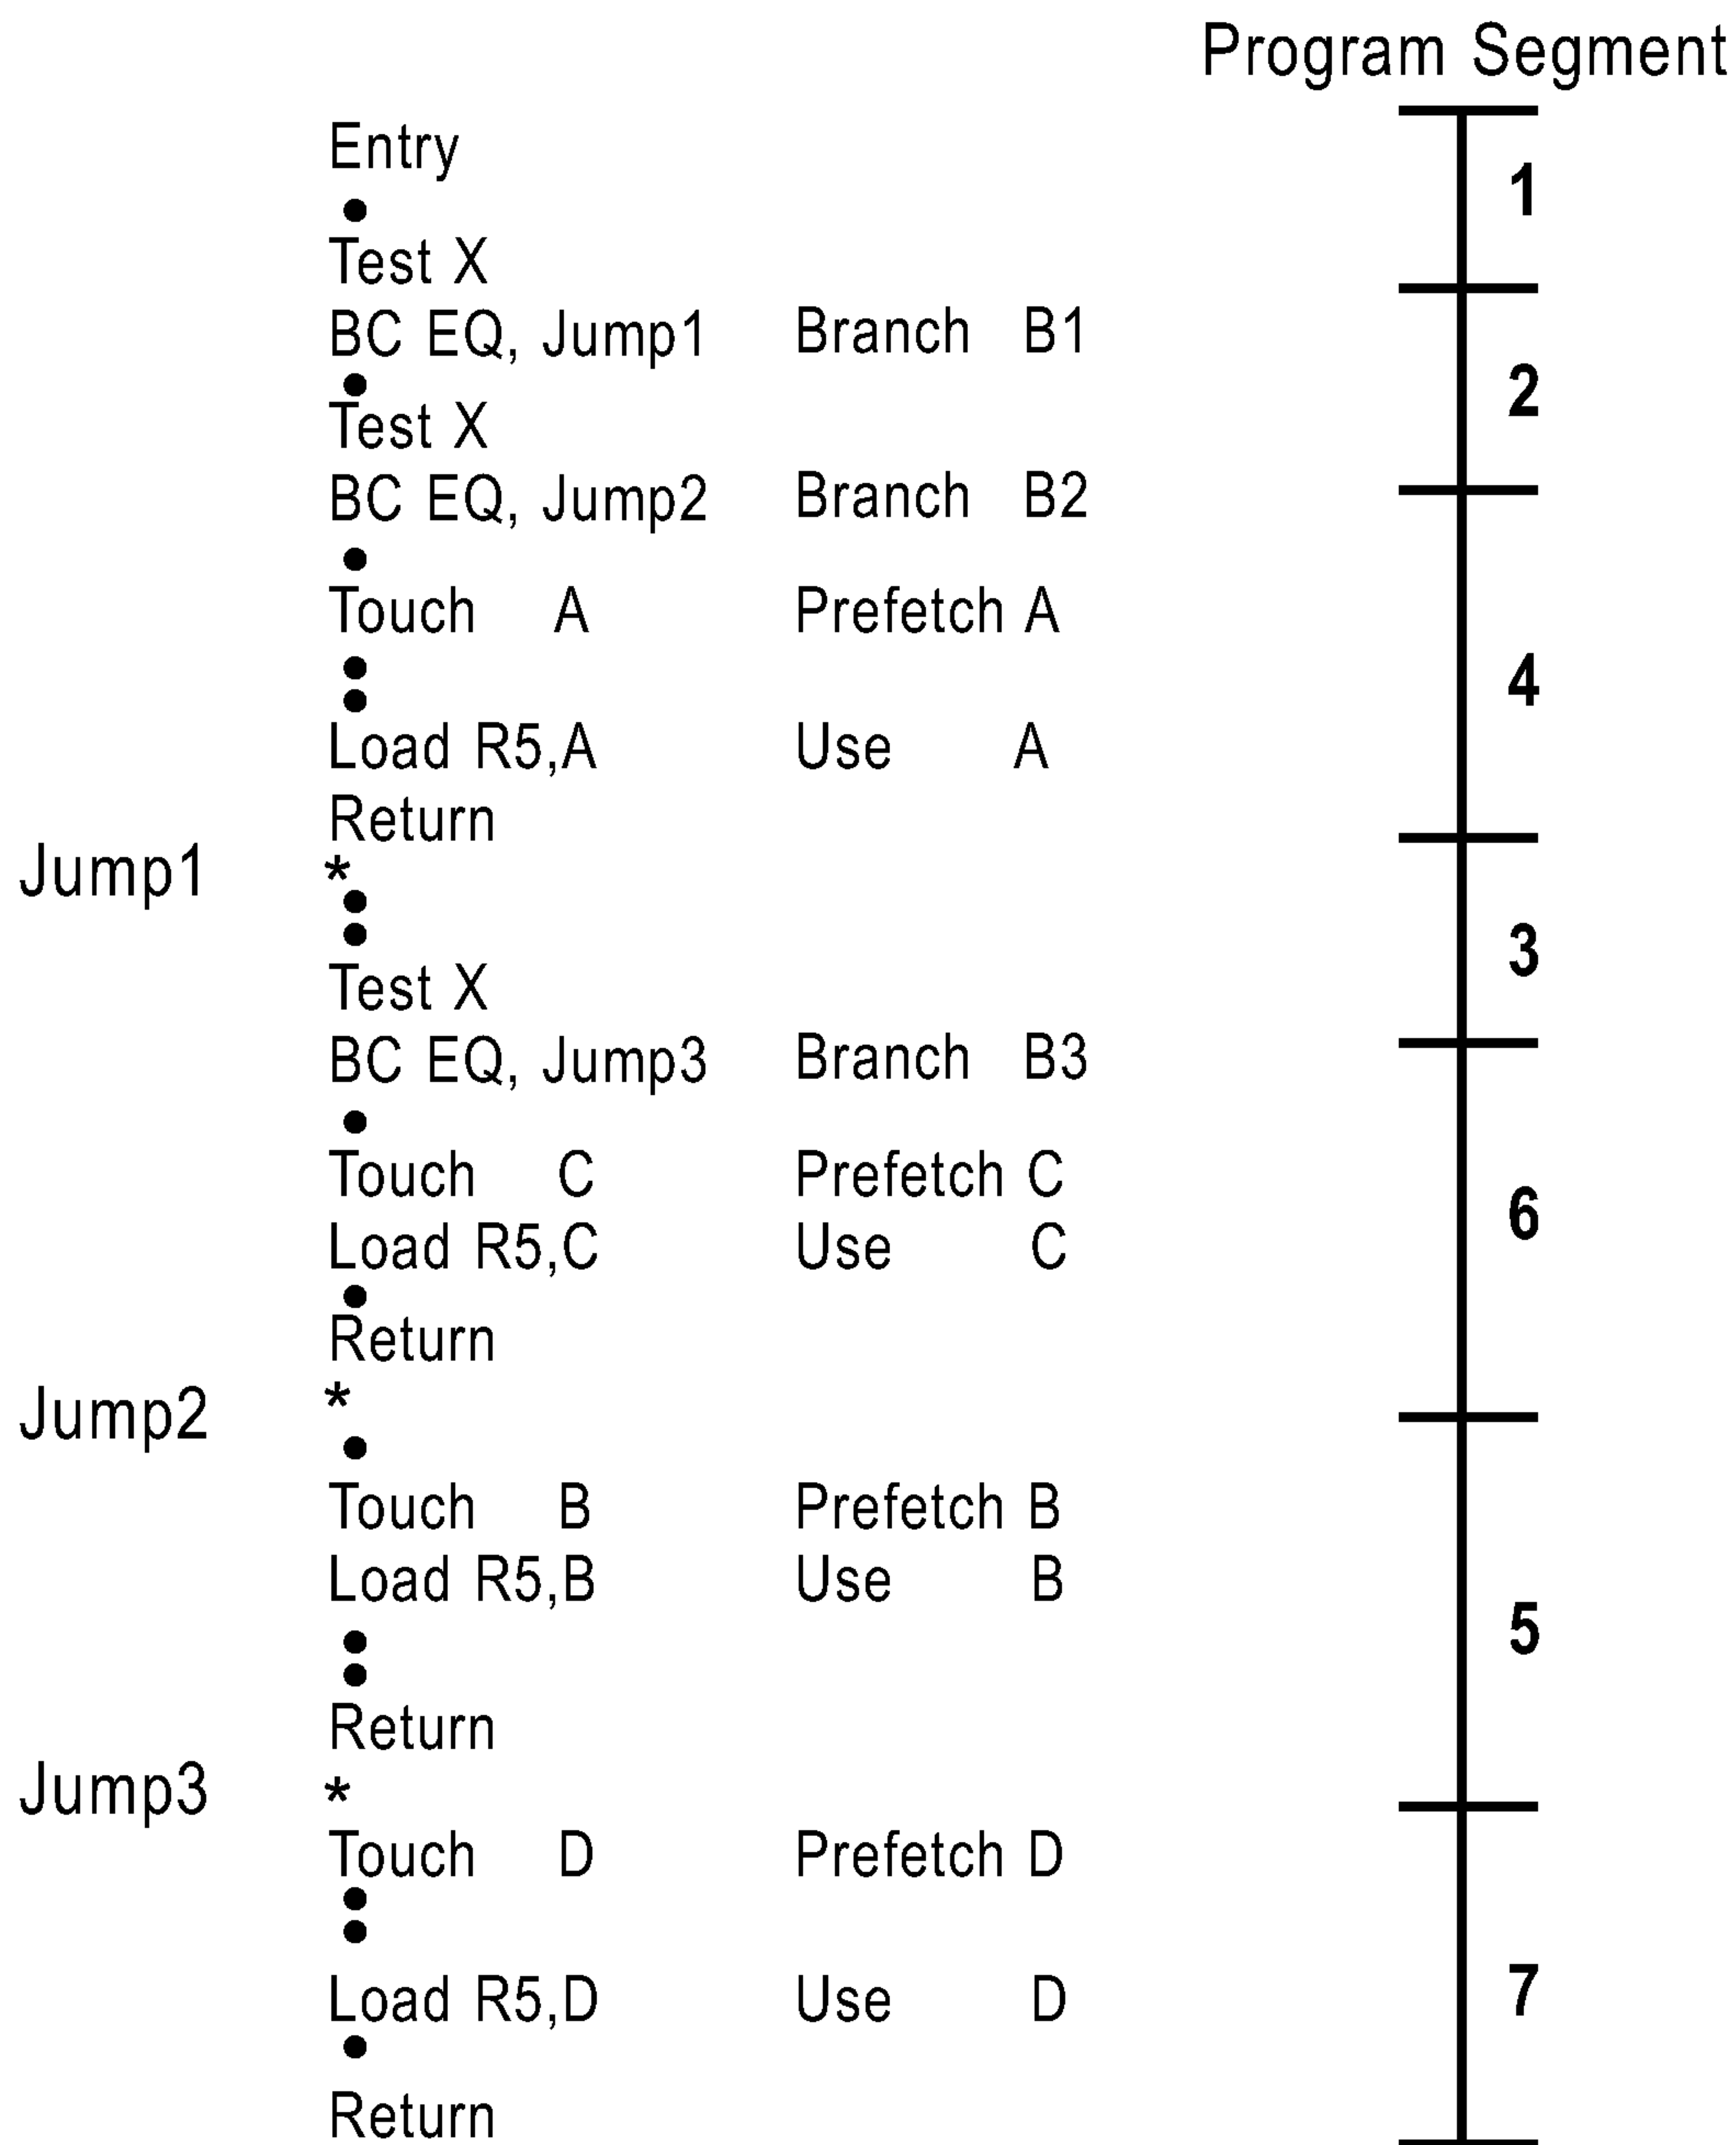 Program Segment
Entry
1
●
Test X
BC EQ, Jump1 Branch B1
2
●
Test X
BC EQ, Jump2 Branch B2
●
Touch A Prefetch A
4
●
●
Load R5,A Use A
Return
Jump1 *
●
3
●
Test X
BC EQ, Jump3 Branch B3
●
Touch C Prefetch C
6
Load R5,C Use C
●
Return
Jump2 *
●
Touch B Prefetch B
Load R5,B Use B
5
●
●
Return
Jump3 *
Touch D Prefetch D
●
●
7
Load R5,D Use D
●
Return